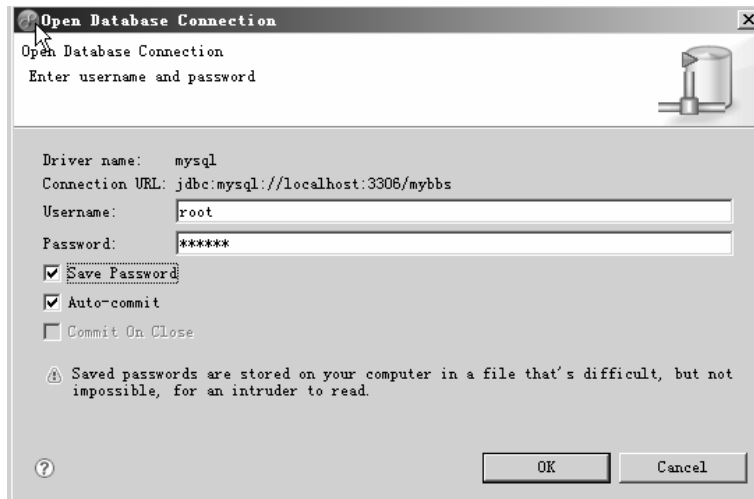 Open Database Connection
Open Database Connection
Enter username and password
Driver name: mysql
Connection URL: jdbc:mysql://localhost:3306/mybbs
Username: root
Password: ******
Save Password
Auto-commit
Commit On Close
Saved passwords are stored on your computer in a file that's difficult, but not
impossible, for an intruder to read.
OK Cancel